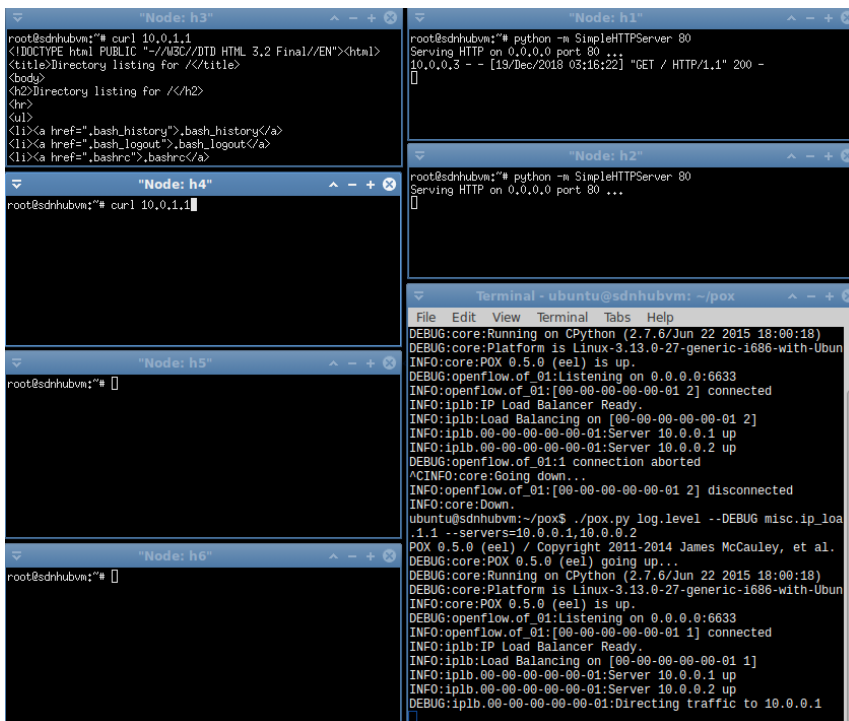 "Node: h3"
root@sdnhubvm:~# curl 10.0.1.1
<!DOCTYPE html PUBLIC "-//W3C//DTD HTML 3.2 Final//EN"><html>
<title>Directory listing for /</title>
<body>
<h2>Directory listing for /</h2>
<hr>
<ul>
<li><a href=".bash_history">.bash_history</a>
<li><a href=".bash_logout">.bash_logout</a>
<li><a href=".bashrc">.bashrc</a>
"Node: h4"
root@sdnhubvm:~# curl 10.0.1.1
"Node: h5"
root@sdnhubvm:~#
"Node: h6"
root@sdnhubvm:~#
"Node: h1"
root@sdnhubvm:~# python -m SimpleHTTPServer 80
Serving HTTP on 0.0.0.0 port 80 ...
10.0.0.3 - - [19/Dec/2018 03:16:22] "GET / HTTP/1.1" 200 -
"Node: h2"
root@sdnhubvm:~# python -m SimpleHTTPServer 80
Serving HTTP on 0.0.0.0 port 80 ...
Terminal - ubuntu@sdnhubvm: ~/pox
File Edit View Terminal Tabs Help
DEBUG:core:Running on CPython (2.7.6/Jun 22 2015 18:00:18)
DEBUG:core:Platform is Linux-3.13.0-27-generic-i686-with-Ubun
INFO:core:POX 0.5.0 (eel) is up.
DEBUG:openflow.of_01:Listening on 0.0.0.0:6633
INFO:openflow.of_01:[00-00-00-00-00-01 2] connected
INFO:iplb:IP Load Balancer Ready.
INFO:iplb:Load Balancing on [00-00-00-00-00-01 2]
INFO:iplb.00-00-00-00-00-01:Server 10.0.0.1 up
INFO:iplb.00-00-00-00-00-01:Server 10.0.0.2 up
DEBUG:openflow.of_01:1 connection aborted
^CINFO:core:Going down...
INFO:openflow.of_01:[00-00-00-00-00-01 2] disconnected
INFO:core:Down.
ubuntu@sdnhubvm:~/pox$ ./pox.py log.level --DEBUG misc.ip_loa
.1.1 --servers=10.0.0.1,10.0.0.2
POX 0.5.0 (eel) / Copyright 2011-2014 James McCauley, et al.
DEBUG:core:POX 0.5.0 (eel) going up...
DEBUG:core:Running on CPython (2.7.6/Jun 22 2015 18:00:18)
DEBUG:core:Platform is Linux-3.13.0-27-generic-i686-with-Ubun
INFO:core:POX 0.5.0 (eel) is up.
DEBUG:openflow.of_01:Listening on 0.0.0.0:6633
INFO:openflow.of_01:[00-00-00-00-00-01 1] connected
INFO:iplb:IP Load Balancer Ready.
INFO:iplb:Load Balancing on [00-00-00-00-00-01 1]
INFO:iplb.00-00-00-00-00-01:Server 10.0.0.1 up
INFO:iplb.00-00-00-00-00-01:Server 10.0.0.2 up
DEBUG:iplb.00-00-00-00-00-01:Directing traffic to 10.0.0.1